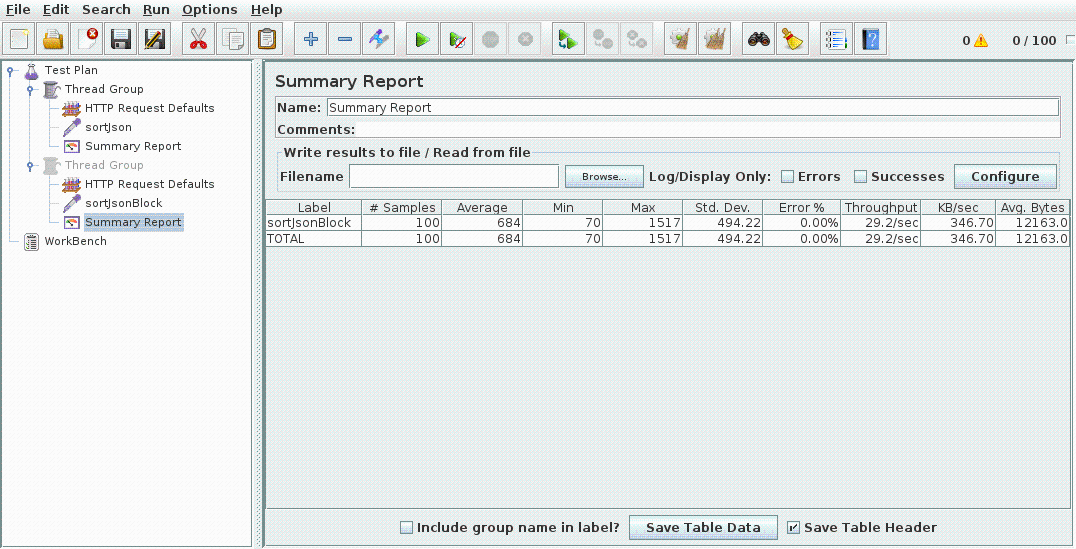 File Edit Search Run Options Help
0 0 / 100
Test Plan
Thread Group
HTTP Request Defaults
sortJson
Summary Report
Thread Group
HTTP Request Defaults
sortJsonBlock
Summary Report
WorkBench
Summary Report
Name: Summary Report
Comments:
Write results to file / Read from file
Filename Browse... Log/Display Only: Errors Successes Configure
Label # Samples Average Min Max Std. Dev. Error % Throughput KB/sec Avg. Bytes
sortJsonBlock 100 684 70 1517 494.22 0.00% 29.2/sec 346.70 12163.0
TOTAL 100 684 70 1517 494.22 0.00% 29.2/sec 346.70 12163.0
Include group name in label? Save Table Data Save Table Header